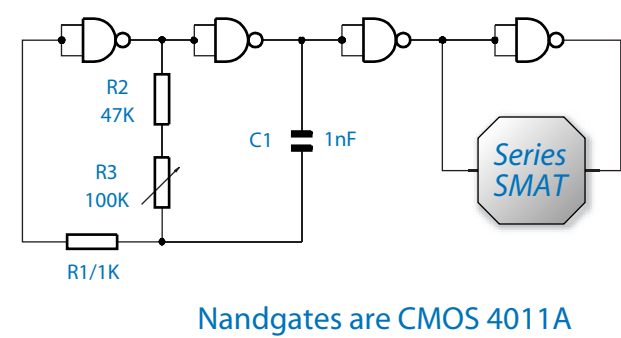 R2
47K
C1
1nF
Series
SMAT
R3
100K
R1/1K
Nandgates are CMOS 4011A